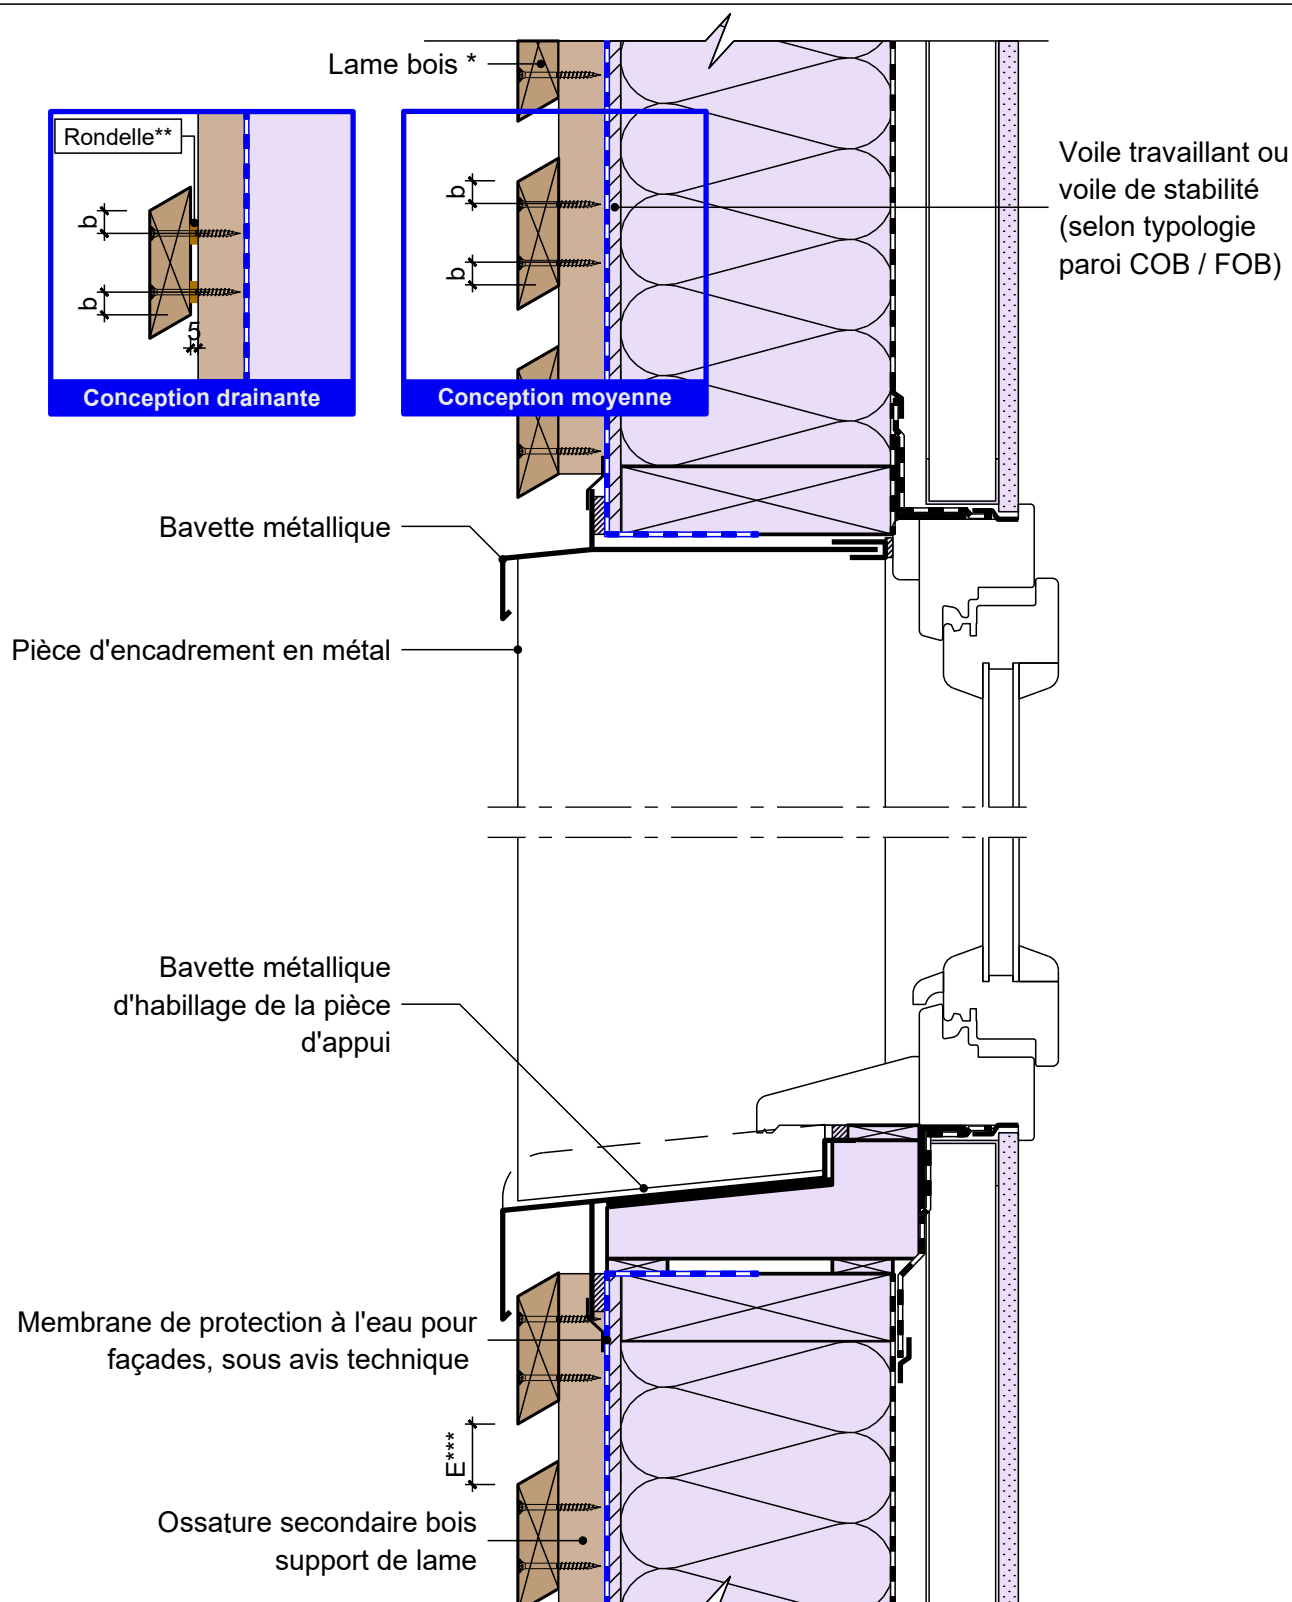 Lame bois *
Rondelle**
b
b
5
Conception drainante
b
b
Conception moyenne
Voile travaillant ou
voile de stabilité
(selon typologie
paroi COB / FOB)
Bavette métallique
Pièce d'encadrement en métal
Bavette métallique
d'habillage de la pièce
d'appui
Membrane de protection à l'eau pour
façades, sous avis technique
E***
Ossature secondaire bois
support de lame